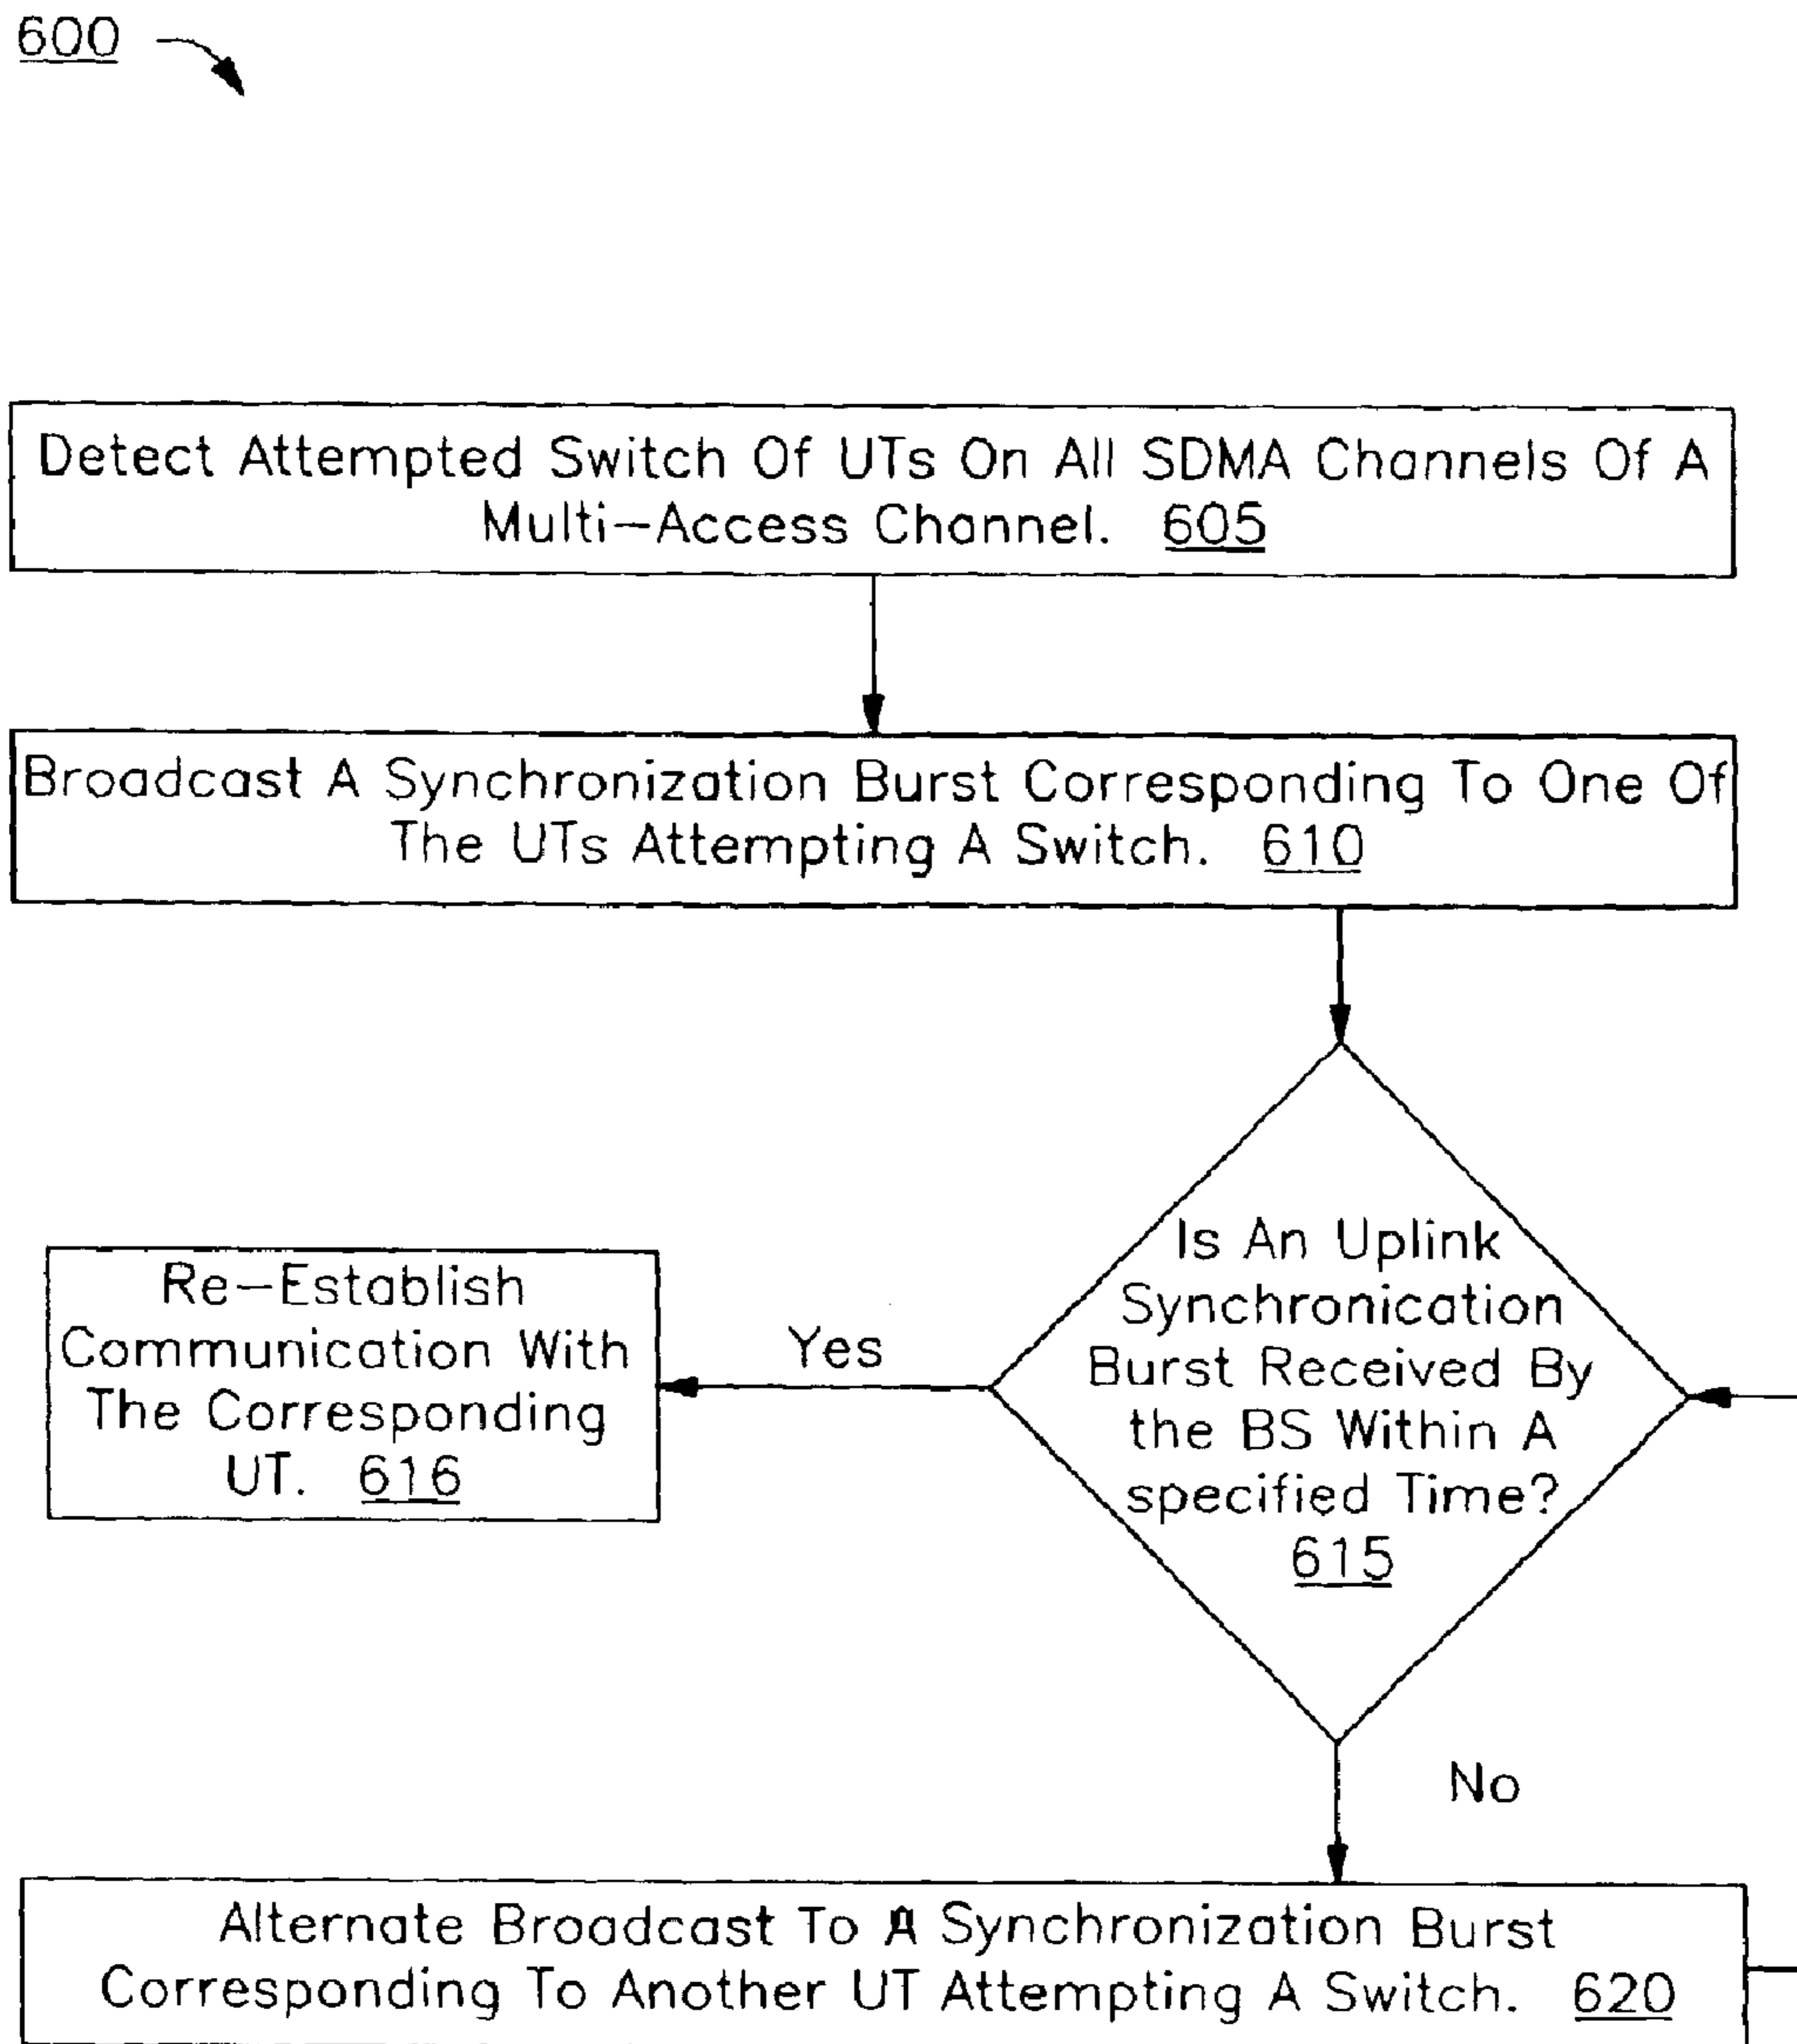 600
Detect Attempted Switch Of UTs On All SDMA Channels Of A
Multi-Access Channel. 605
Broadcast A Synchronization Burst Corresponding To One Of
The UTs Attempting A Switch. 610
Is An Uplink
Synchronication
Burst Received By
the BS Within A
specified Time?
615
Yes
Re-Establish
Communication With
The Corresponding
UT. 616
No
Alternate Broadcast To A Synchronization Burst
Corresponding To Another UT Attempting A Switch. 620